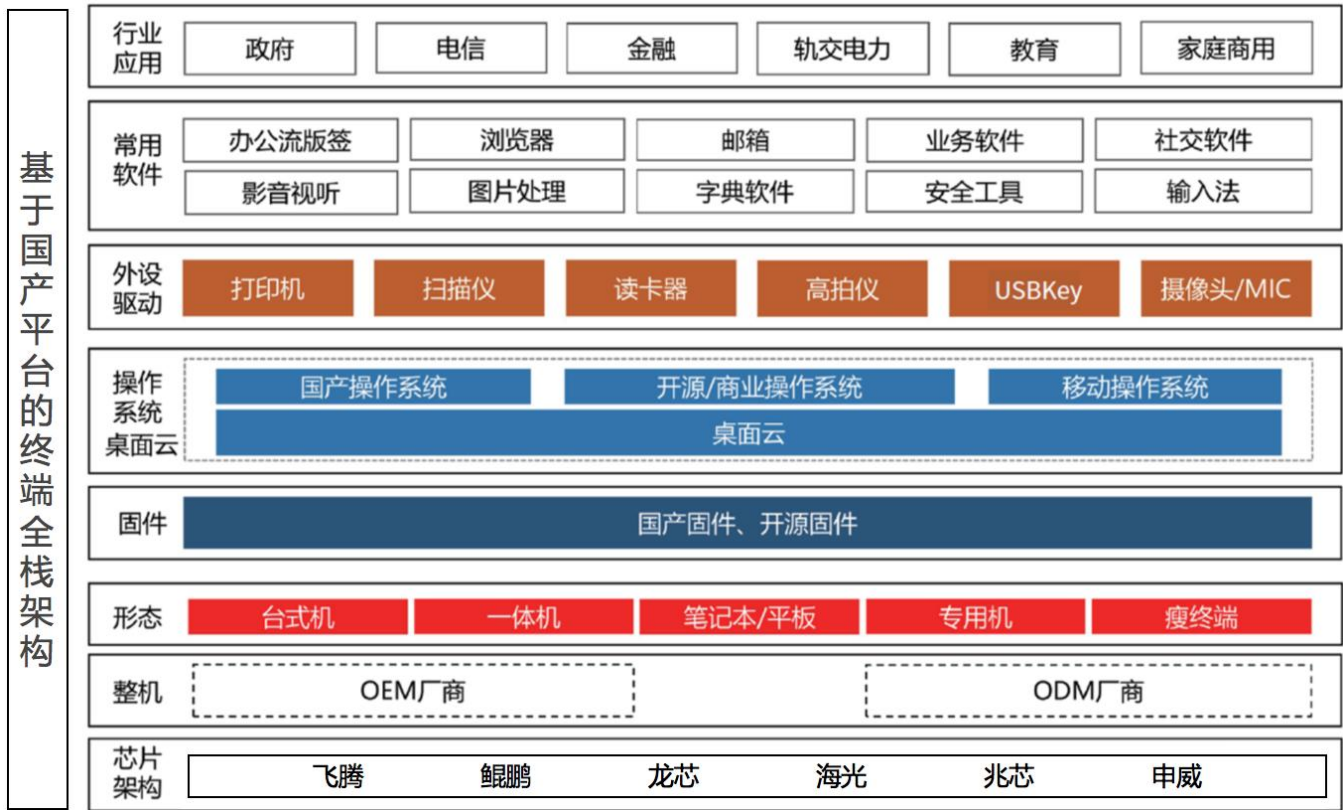 基于国产平台的终端全栈架构
行业应用
政府 电信 金融 轨交电力 教育 家庭商用
常用软件
办公流版签 浏览器 邮箱 业务软件 社交软件
影音视听 图片处理 字典软件 安全工具 输入法
外设驱动
打印机 扫描仪 读卡器 高拍仪 USBKey 摄像头/MIC
操作系统桌面云
国产操作系统 开源/商业操作系统 移动操作系统
桌面云
固件
国产固件、开源固件
形态
台式机 一体机 笔记本/平板 专用机 瘦终端
整机
OEM厂商 ODM厂商
芯片架构
飞腾 鲲鹏 龙芯 海光 兆芯 申威